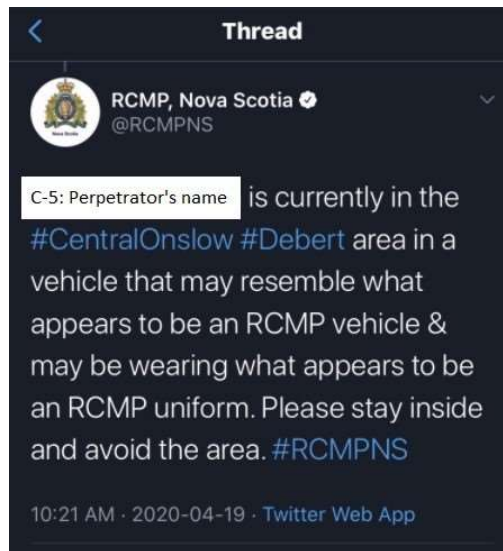 Thread
RCMP, Nova Scotia
@RCMPNS
C-5: Perpetrator's name is currently in the
#CentralOnslow #Debert area in a
vehicle that may resemble what
appears to be an RCMP vehicle &
may be wearing what appears to be
an RCMP uniform. Please stay inside
and avoid the area. #RCMPNS
10:21 AM · 2020-04-19 · Twitter Web App